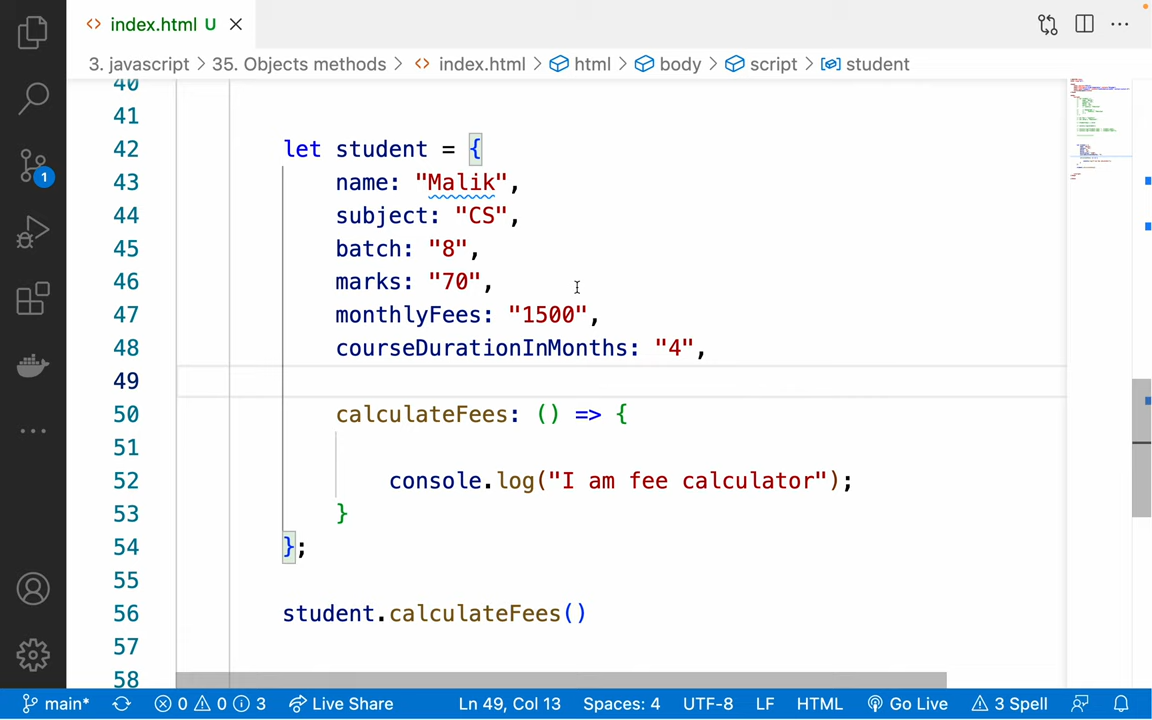 <> index.html U ×
3. javascript > 35. Objects methods > <> index.html > html > body > script > student
40
41
42 let student = {
43 name: "Malik",
44 subject: "CS",
45 batch: "8",
46 marks: "70",
47 monthlyFees: "1500",
48 courseDurationInMonths: "4",
49
50 calculateFees: () => {
51
52 console.log("I am fee calculator");
53 }
54 };
55
56 student.calculateFees()
57
58
1
main* 0 0 3 Live Share Ln 49, Col 13 Spaces: 4 UTF-8 LF HTML Go Live 3 Spell